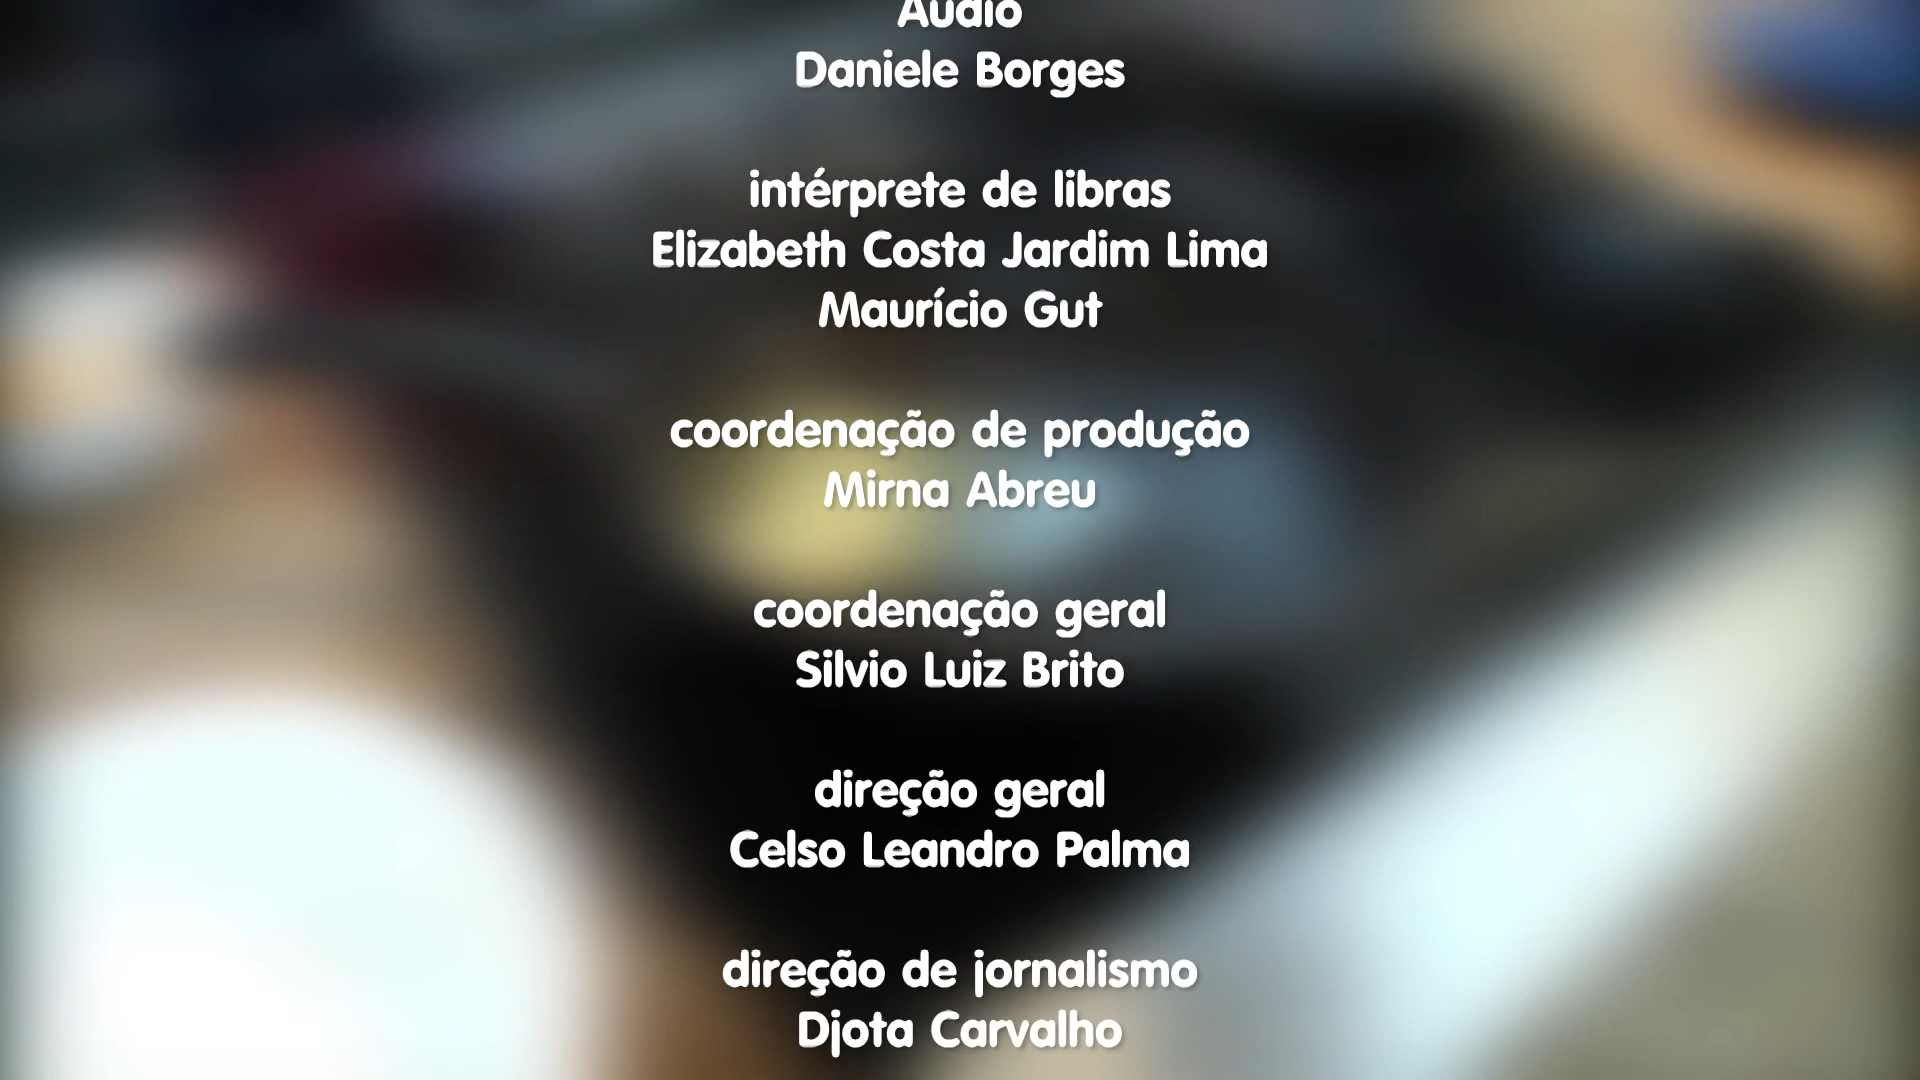 Áudio
Daniele Borges
intérprete de libras
Elizabeth Costa Jardim Lima
Maurício Gut
coordenação de produção
Mirna Abreu
coordenação geral
Silvio Luiz Brito
direção geral
Celso Leandro Palma
direção de jornalismo
Djota Carvalho